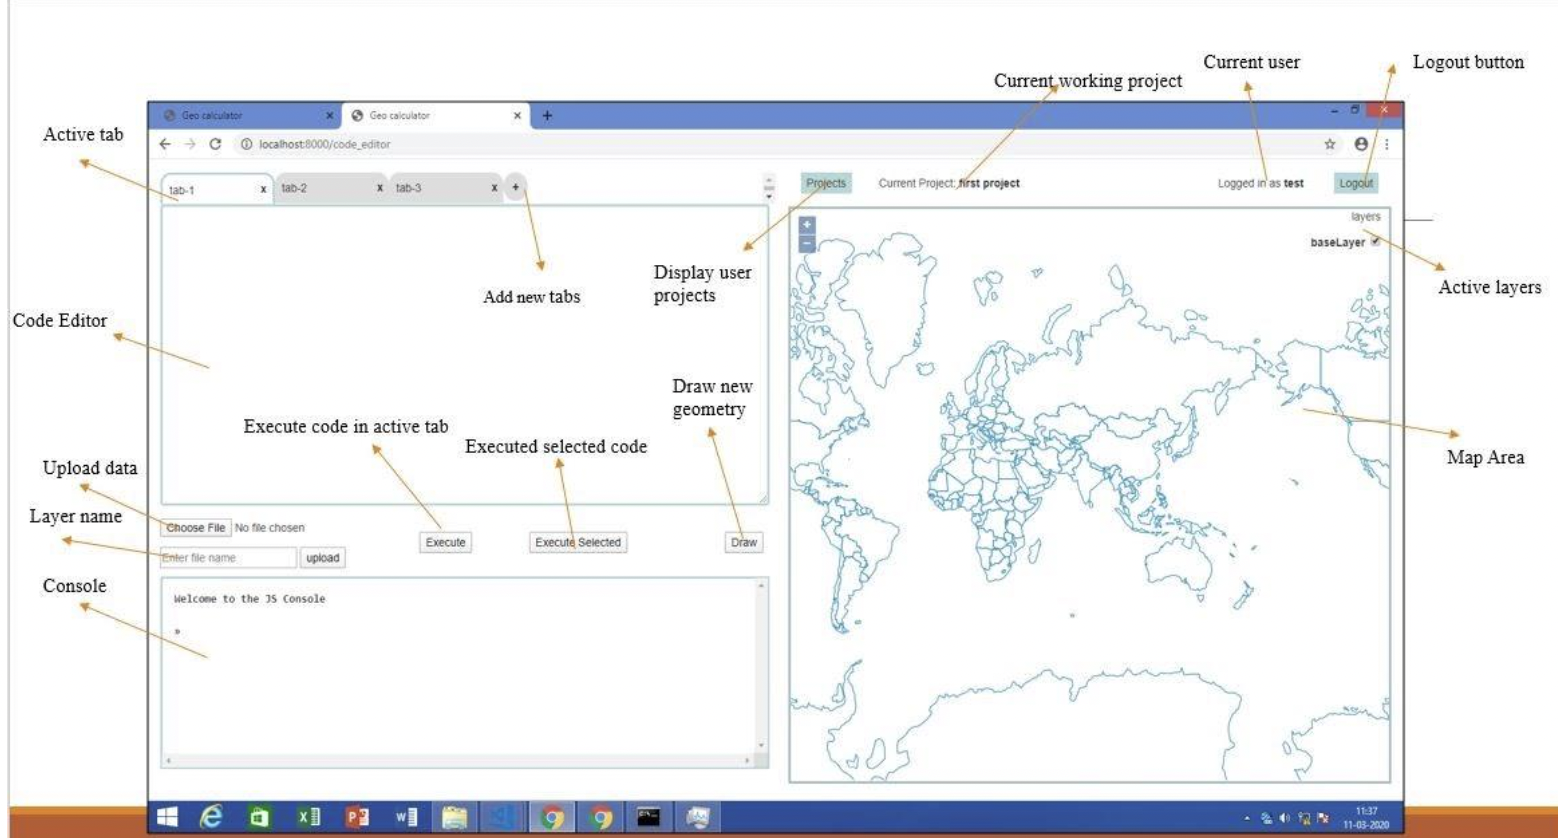 Current user
Logout button
Current working project
Geo calculator x
Geo calculator x +
Active tab
localhost:8000/code_editor
tab-1 x
tab-2 x
tab-3 x
+
Projects
Current Project: first project
Logged in as test
Logout
layers
baseLayer
+
−
Display user
projects
Add new tabs
Active layers
Code Editor
Draw new
geometry
Execute code in active tab
Executed selected code
Map Area
Upload data
Layer name
Choose File No file chosen
Execute
Execute Selected
Draw
Enter file name
upload
Console
Welcome to the JS Console
»
11:37
11-03-2020